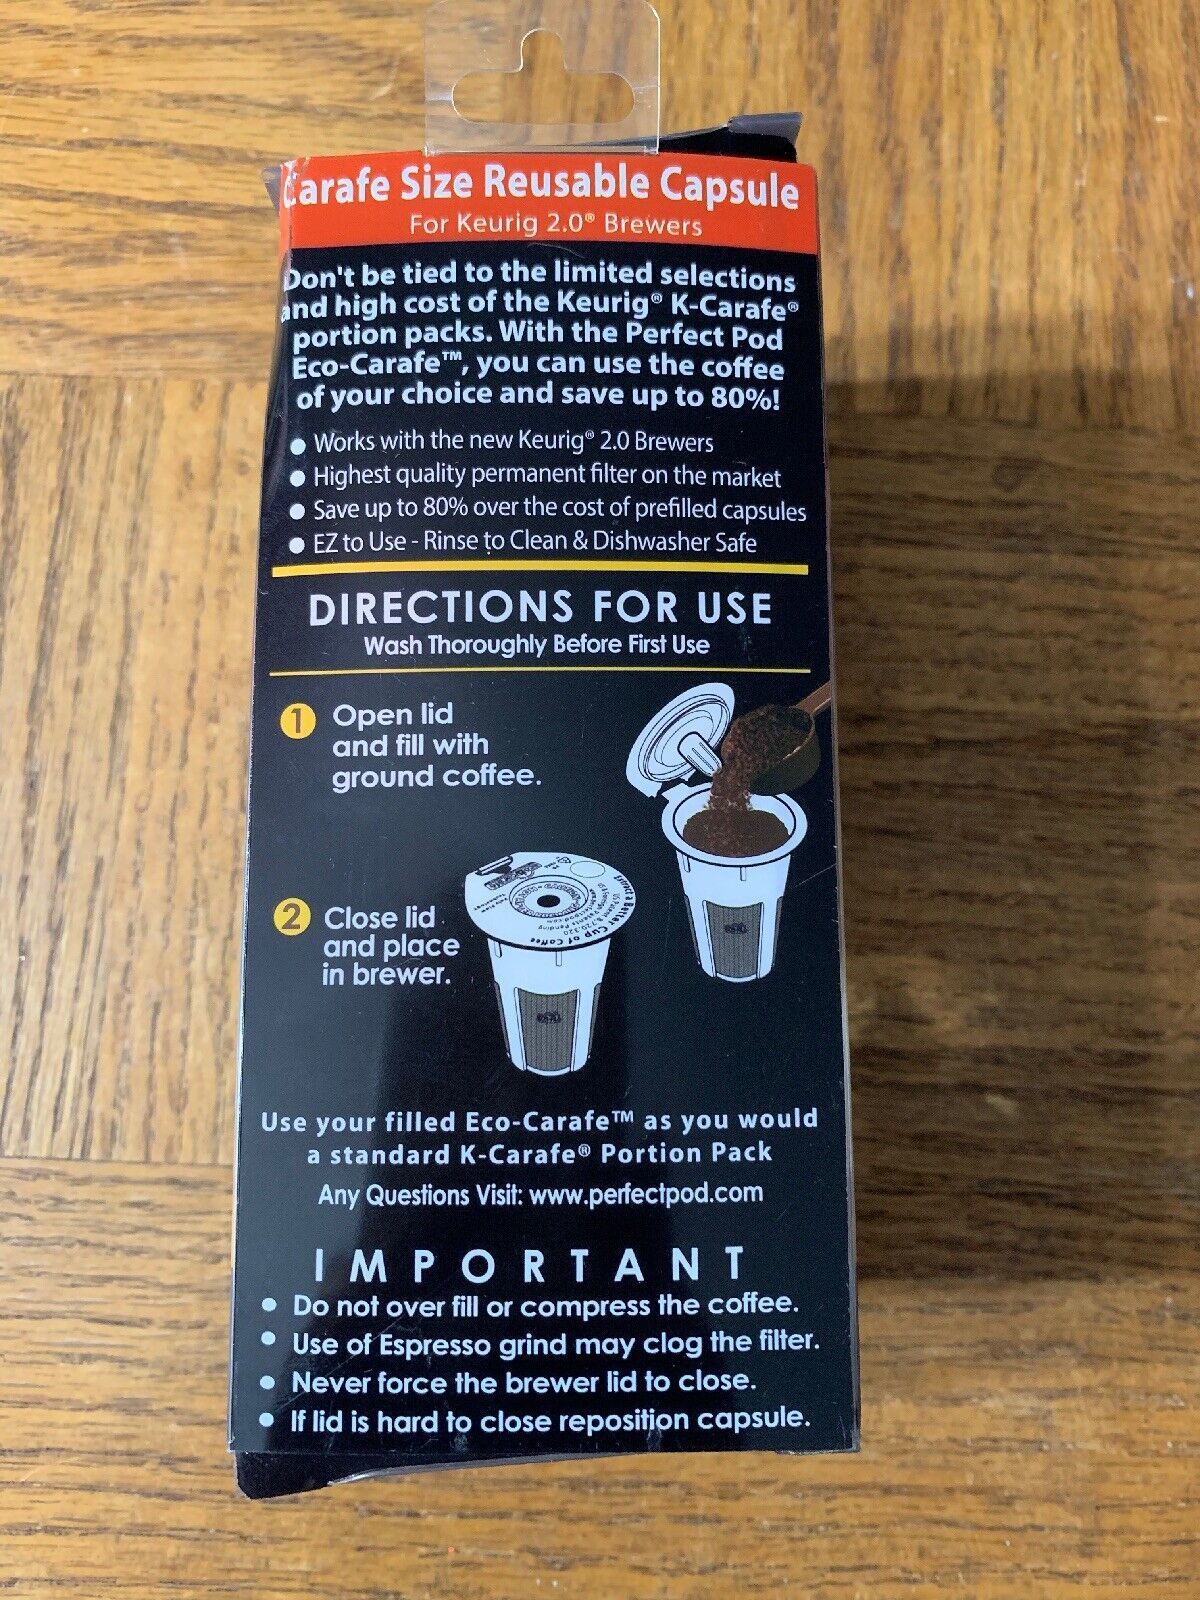 Carafe Size Reusable Capsule
For Keurig 2.0® Brewers
Don't be tied to the limited selections
and high cost of the Keurig® K-Carafe®
portion packs. With the Perfect Pod
Eco-Carafe™, you can use the coffee
of your choice and save up to 80%!
● Works with the new Keurig® 2.0 Brewers
● Highest quality permanent filter on the market
● Save up to 80% over the cost of prefilled capsules
● EZ to Use - Rinse to Clean & Dishwasher Safe
DIRECTIONS FOR USE
Wash Thoroughly Before First Use
1 Open lid
and fill with
ground coffee.
2 Close lid
and place
in brewer.
Extract a Better Cup of Coffee
Use your filled Eco-Carafe™ as you would
a standard K-Carafe® Portion Pack
Any Questions Visit: www.perfectpod.com
IMPORTANT
● Do not over fill or compress the coffee.
● Use of Espresso grind may clog the filter.
● Never force the brewer lid to close.
● If lid is hard to close reposition capsule.